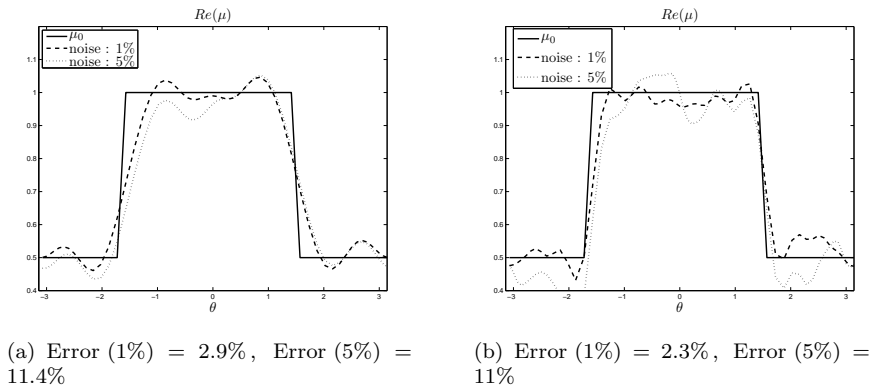 Re(μ)
μ₀
noise : 1%
noise : 5%
1.1
1
0.9
0.8
0.7
0.6
0.5
0.4
−3
−2
−1
0
1
2
3
θ
(a) Error (1%) = 2.9%, Error (5%) =
11.4%
Re(μ)
μ₀
noise : 1%
noise : 5%
1.1
1
0.9
0.8
0.7
0.6
0.5
0.4
−3
−2
−1
0
1
2
3
θ
(b) Error (1%) = 2.3%, Error (5%) =
11%